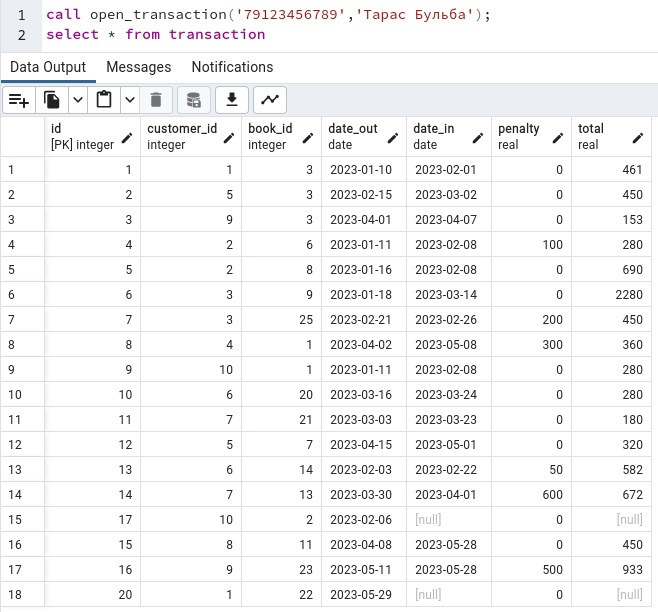 1 call open_transaction('79123456789','Тарас Бульба');
2 select * from transaction
Data Output Messages Notifications
id customer_id book_id date_out date_in penalty total
[PK] integer integer integer date date real real
1 1 1 3 2023-01-10 2023-02-01 0 461
2 2 5 3 2023-02-15 2023-03-02 0 450
3 3 9 3 2023-04-01 2023-04-07 0 153
4 4 2 6 2023-01-11 2023-02-08 100 280
5 5 2 8 2023-01-16 2023-02-08 0 690
6 6 3 9 2023-01-18 2023-03-14 0 2280
7 7 3 25 2023-02-21 2023-02-26 200 450
8 8 4 1 2023-04-02 2023-05-08 300 360
9 9 10 1 2023-01-11 2023-02-08 0 280
10 10 6 20 2023-03-16 2023-03-24 0 280
11 11 7 21 2023-03-03 2023-03-23 0 180
12 12 5 7 2023-04-15 2023-05-01 0 320
13 13 6 14 2023-02-03 2023-02-22 50 582
14 14 7 13 2023-03-30 2023-04-01 600 672
15 17 10 2 2023-02-06 [null] 0 [null]
16 15 8 11 2023-04-08 2023-05-28 0 450
17 16 9 23 2023-05-11 2023-05-28 500 933
18 20 1 22 2023-05-29 [null] 0 [null]